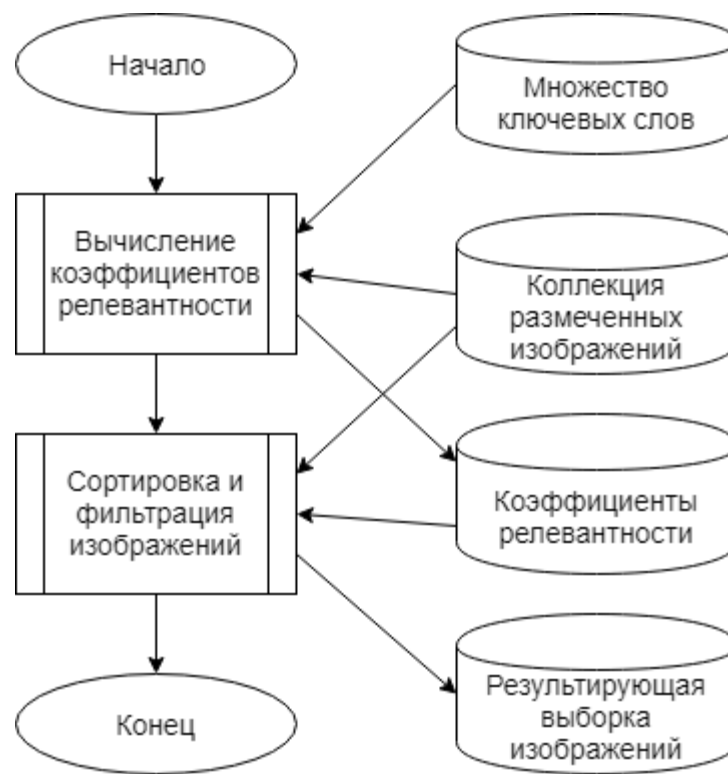 Начало
Множество
ключевых слов
Вычисление
коэффициентов
релевантности
Коллекция
размеченных
изображений
Сортировка и
фильтрация
изображений
Коэффициенты
релевантности
Конец
Результирующая
выборка
изображений